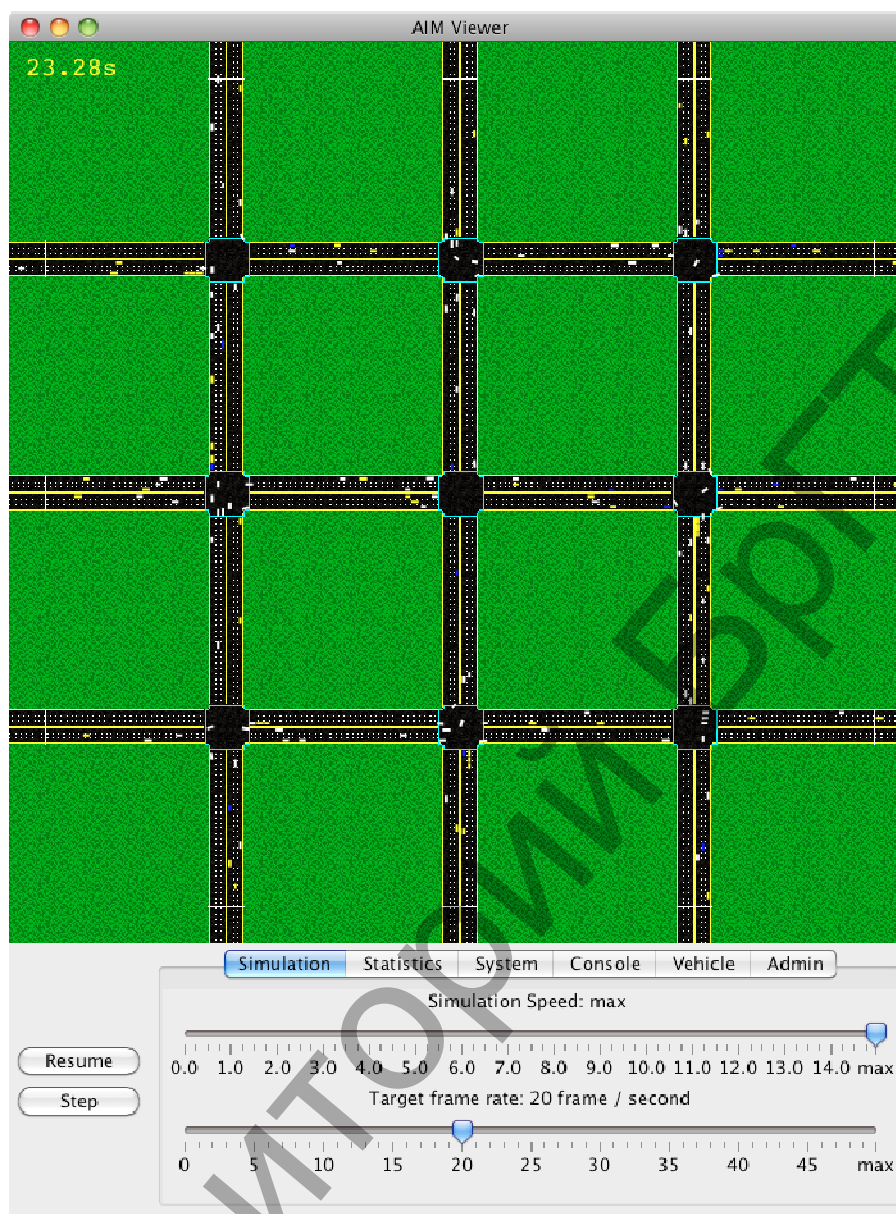 AIM Viewer
23.28s
Simulation Statistics System Console Vehicle Admin
Simulation Speed: max
0.0 1.0 2.0 3.0 4.0 5.0 6.0 7.0 8.0 9.0 10.0 11.0 12.0 13.0 14.0 max
Resume
Target frame rate: 20 frame / second
Step
0 5 10 15 20 25 30 35 40 45 max